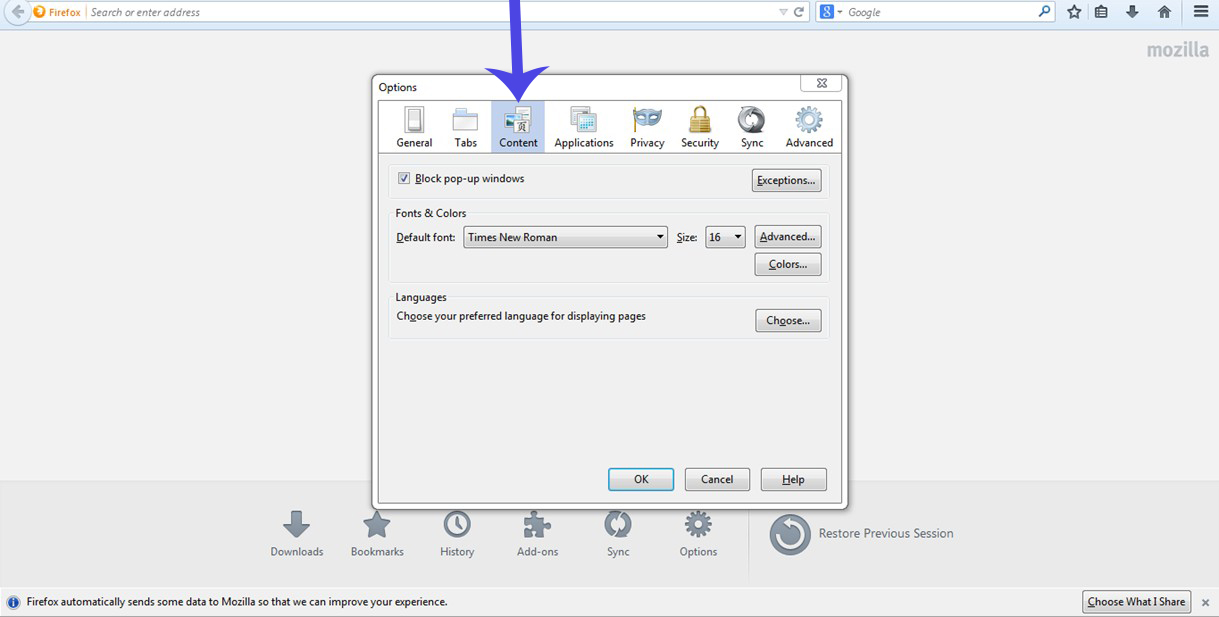 Firefox Search or enter address Google
mozilla
Options
General Tabs Content Applications Privacy Security Sync Advanced
Block pop-up windows Exceptions...
Fonts & Colors
Default font: Times New Roman Size: 16 Advanced...
Colors...
Languages
Choose your preferred language for displaying pages Choose...
OK Cancel Help
Downloads Bookmarks History Add-ons Sync Options Restore Previous Session
Firefox automatically sends some data to Mozilla so that we can improve your experience. Choose What I Share